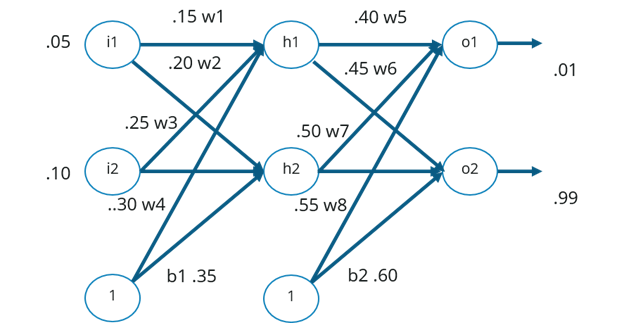 .15 w1
.40 w5
.05
i1
h1
o1
.20 w2
.45 w6
.01
.25 w3
.50 w7
.10
i2
h2
o2
..30 w4
.55 w8
.99
b1 .35
b2 .60
1
1